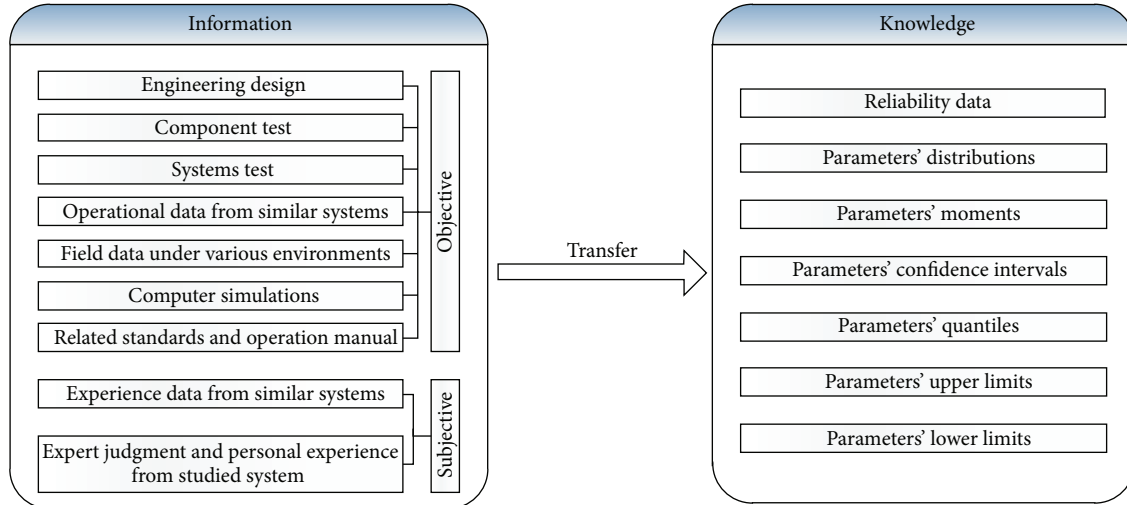 Information
Engineering design
Component test
Systems test
Operational data from similar systems
Field data under various environments
Computer simulations
Related standards and operation manual
Objective
Experience data from similar systems
Expert judgment and personal experience
from studied system
Subjective
Transfer
Knowledge
Reliability data
Parameters’ distributions
Parameters’ moments
Parameters’ confidence intervals
Parameters’ quantiles
Parameters’ upper limits
Parameters’ lower limits